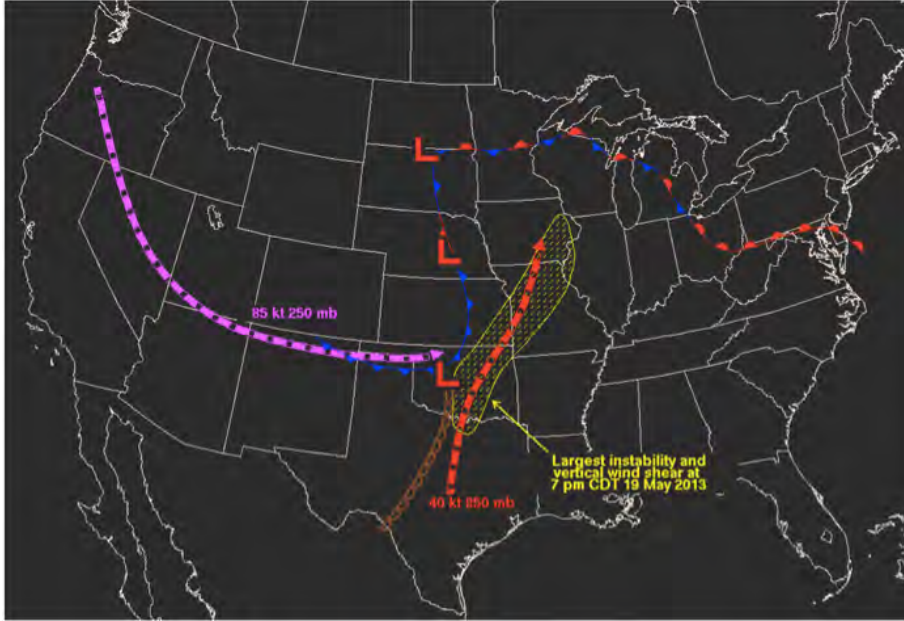 L
L
85 kt 250 mb
L
Largest instability and
vertical wind shear at
7 pm CDT 19 May 2013
40 kt 850 mb